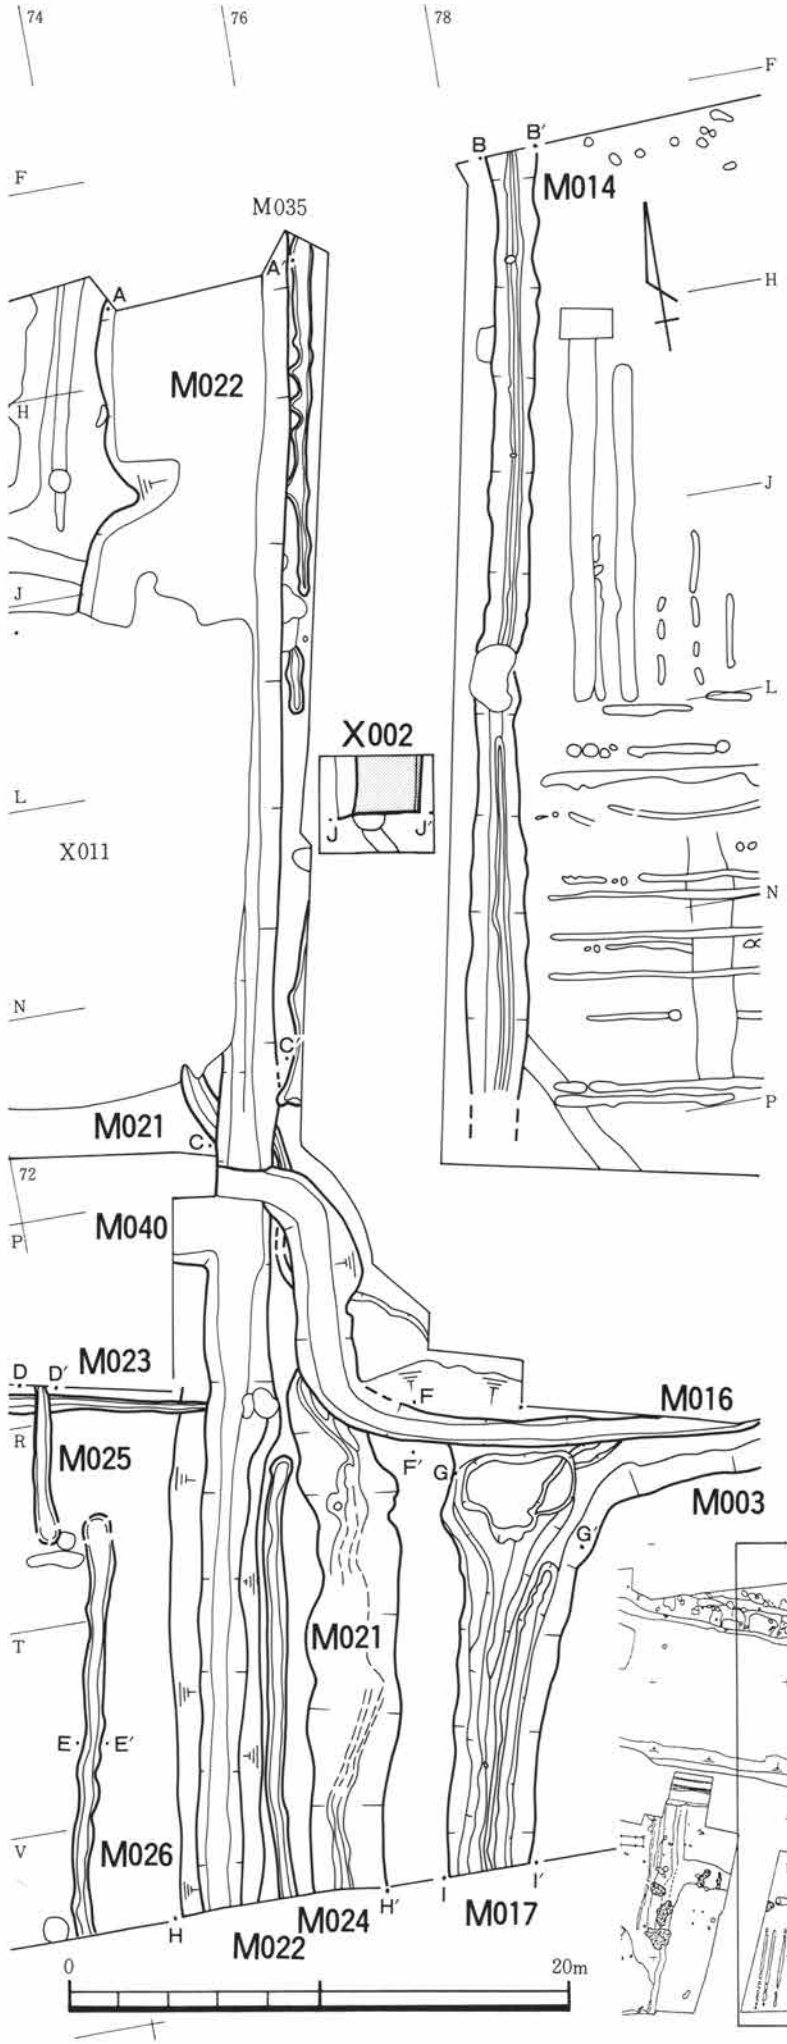 74
76
78
F
B
B'
M014
F
M035
A'
A
H
M022
H
J
J
L
X002
J
J'
L
X011
N
N
C'
M021
C
P
72
M040
P
D
D'
M023
F
M016
R
M025
F'
G
M003
G'
M021
T
E
E'
V
M026
H'
I
I'
M024
M017
H
M022
0
20m